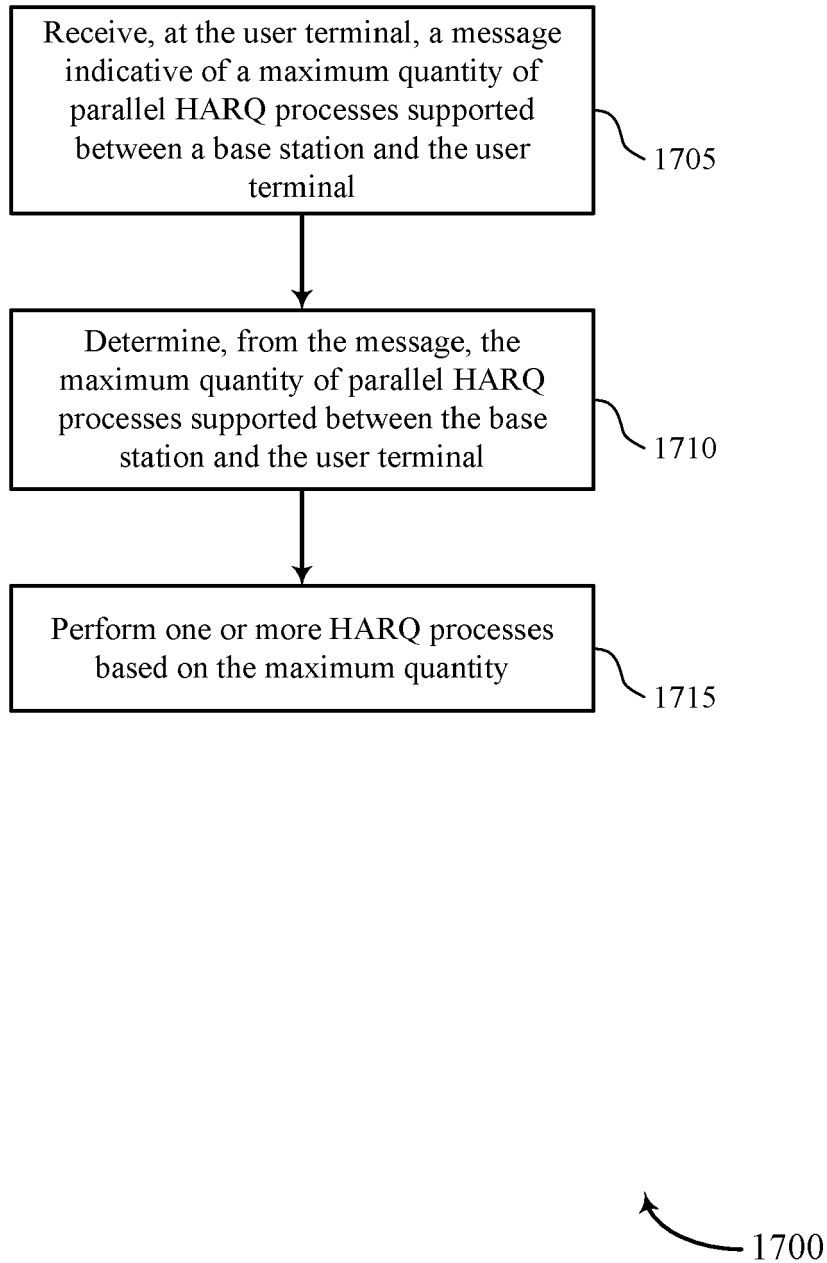 Receive, at the user terminal, a message
indicative of a maximum quantity of
parallel HARQ processes supported
between a base station and the user
terminal
1705
Determine, from the message, the
maximum quantity of parallel HARQ
processes supported between the base
station and the user terminal
1710
Perform one or more HARQ processes
based on the maximum quantity
1715
1700